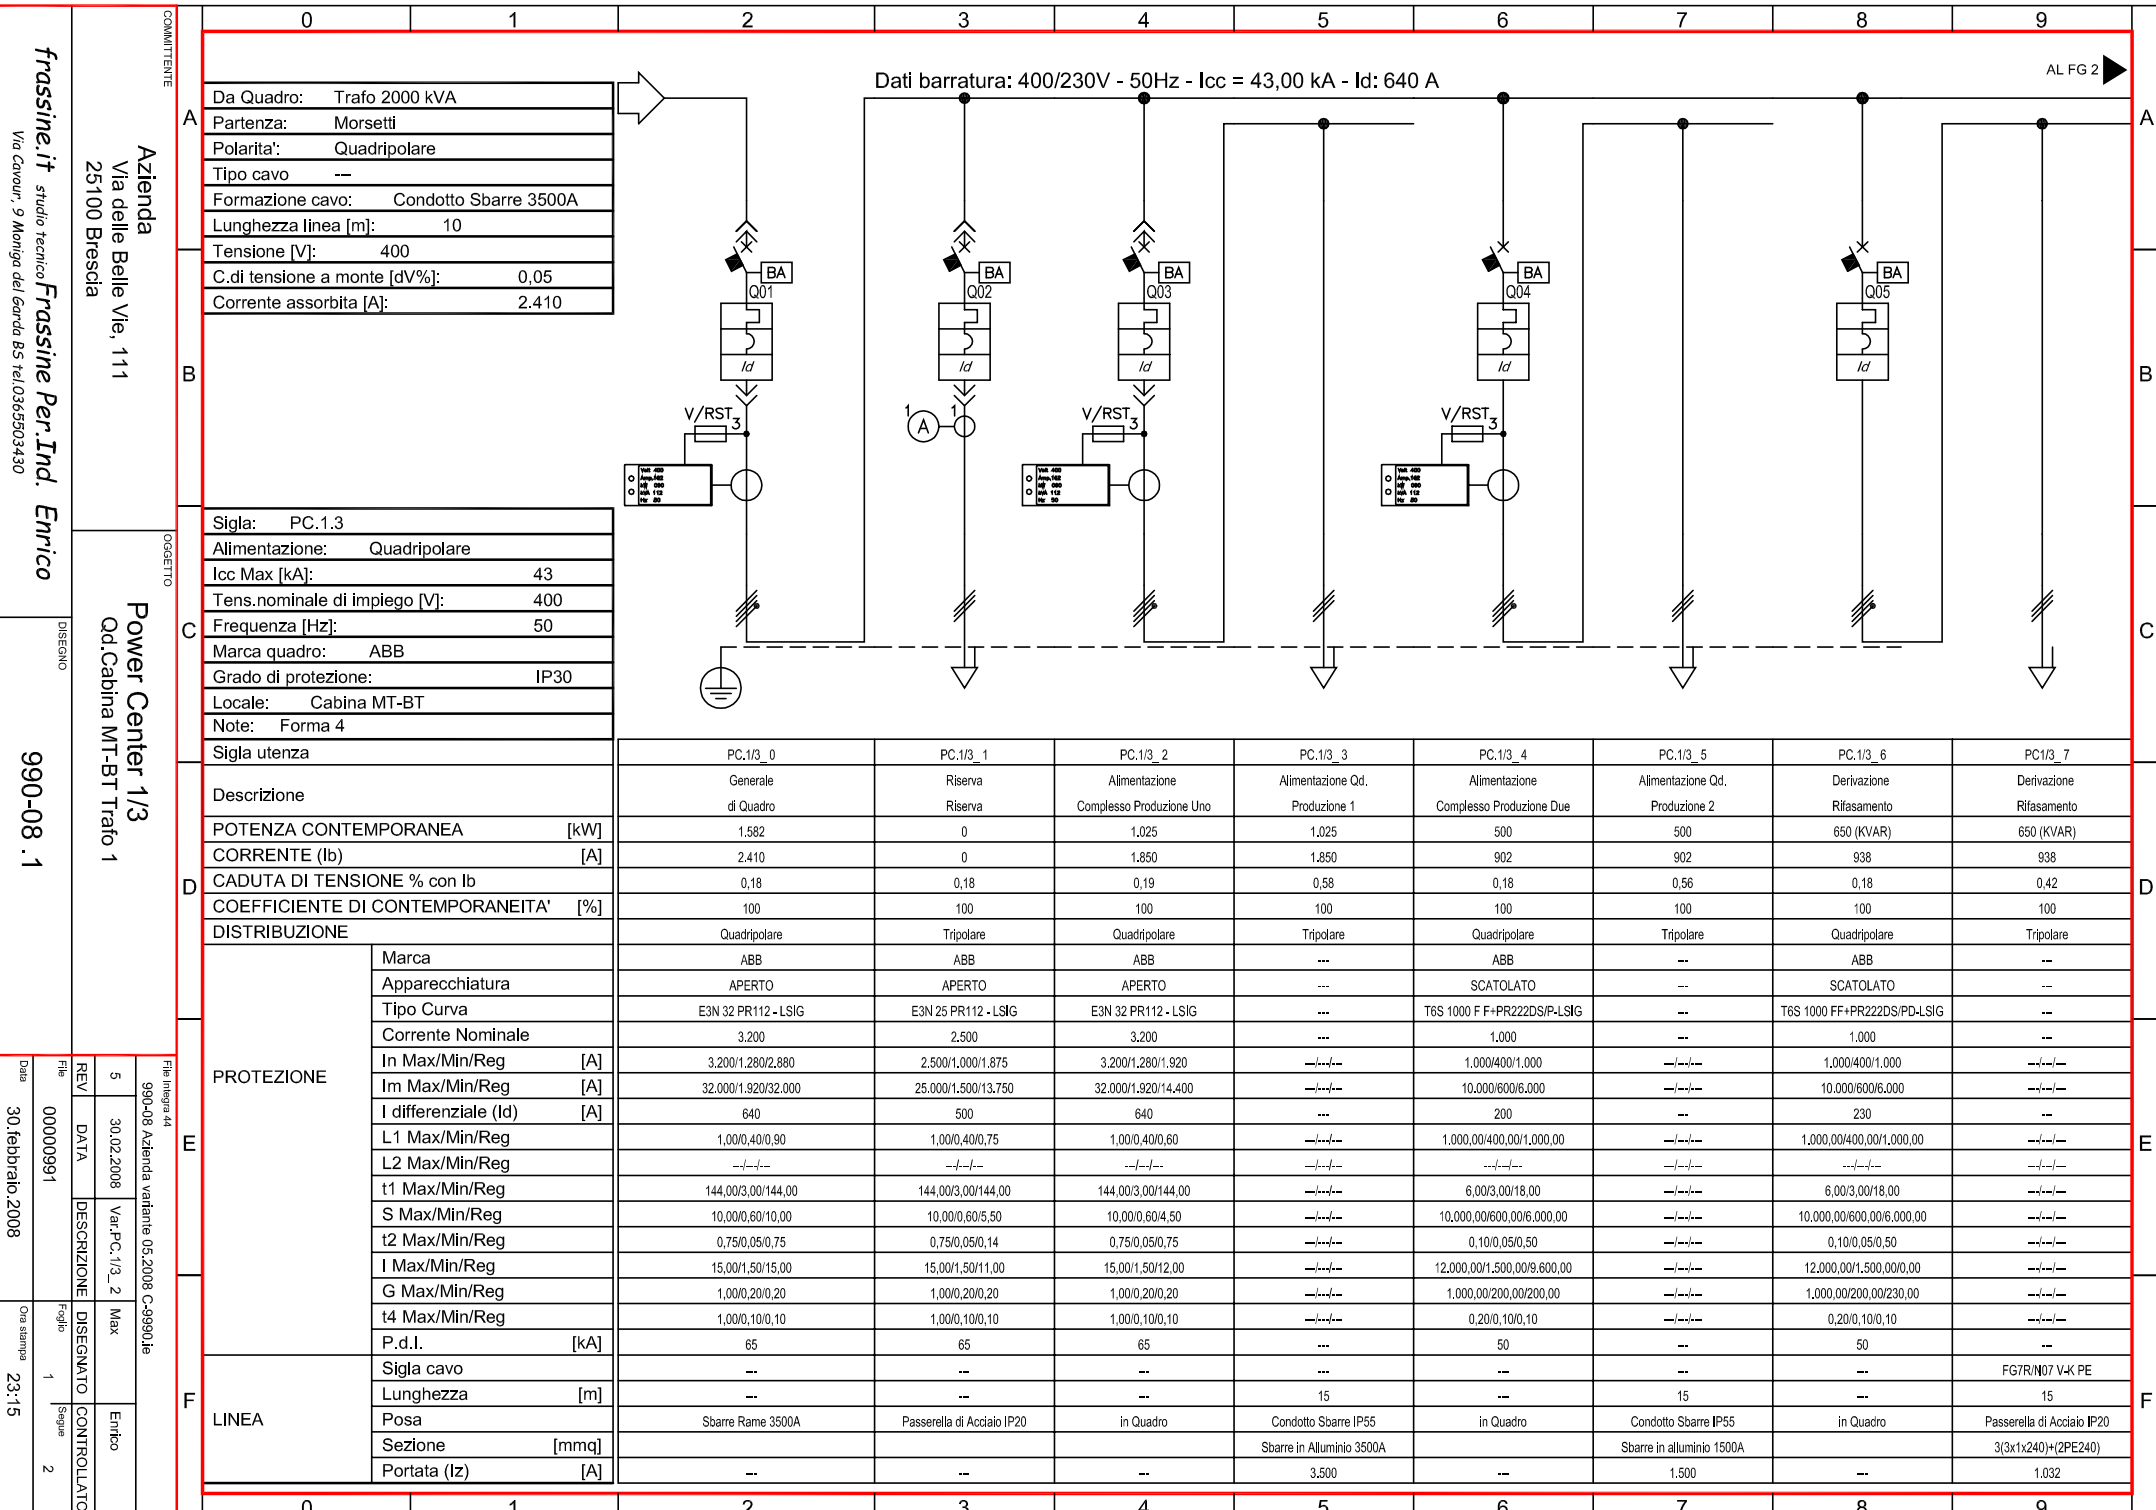 0 1 2 3 4 5 6 7 8 9
Dati barratura: 400/230V - 50Hz - Icc = 43,00 kA - Id: 640 A
AL FG 2
A
B
C
D
E
F
A
B
C
D
E
F
Da Quadro: Trafo 2000 kVA
Partenza: Morsetti
Polarita': Quadripolare
Tipo cavo ---
Formazione cavo: Condotto Sbarre 3500A
Lunghezza linea [m]: 10
Tensione [V]: 400
C.di tensione a monte [dV%]: 0,05
Corrente assorbita [A]: 2.410
BA BA BA BA BA
Q01 Q02 Q03 Q04 Q05
Id Id Id Id Id
V/RST 3 1 A 1 V/RST 3 V/RST 3
Sigla: PC.1.3
Alimentazione: Quadripolare
Icc Max [kA]: 43
Tens.nominale di impiego [V]: 400
Frequenza [Hz]: 50
Marca quadro: ABB
Grado di protezione: IP30
Locale: Cabina MT-BT
Note: Forma 4
Sigla utenza PC.1/3_0 PC.1/3_1 PC.1/3_2 PC.1/3_3 PC.1/3_4 PC.1/3_5 PC.1/3_6 PC1/3_7
Descrizione
Generale Riserva Alimentazione Alimentazione Qd. Alimentazione Alimentazione Qd. Derivazione Derivazione
di Quadro Riserva Complesso Produzione Uno Produzione 1 Complesso Produzione Due Produzione 2 Rifasamento Rifasamento
POTENZA CONTEMPORANEA [kW] 1.582 0 1.025 1.025 500 500 650 (KVAR) 650 (KVAR)
CORRENTE (Ib) [A] 2.410 0 1.850 1.850 902 902 938 938
CADUTA DI TENSIONE % con Ib 0,18 0,18 0,19 0,58 0,18 0,56 0,18 0,42
COEFFICIENTE DI CONTEMPORANEITA' [%] 100 100 100 100 100 100 100 100
DISTRIBUZIONE Quadripolare Tripolare Quadripolare Tripolare Quadripolare Tripolare Quadripolare Tripolare
PROTEZIONE
Marca ABB ABB ABB --- ABB --- ABB ---
Apparecchiatura APERTO APERTO APERTO --- SCATOLATO --- SCATOLATO ---
Tipo Curva E3N 32 PR112 - LSIG E3N 25 PR112 - LSIG E3N 32 PR112 - LSIG --- T6S 1000 F F+PR222DS/P-LSIG --- T6S 1000 FF+PR222DS/PD-LSIG ---
Corrente Nominale 3.200 2.500 3.200 --- 1.000 --- 1.000 ---
In Max/Min/Reg [A] 3.200/1.280/2.880 2.500/1.000/1.875 3.200/1.280/1.920 ---/---/--- 1.000/400/1.000 ---/---/--- 1.000/400/1.000 ---/---/---
Im Max/Min/Reg [A] 32.000/1.920/32.000 25.000/1.500/13.750 32.000/1.920/14.400 ---/---/--- 10.000/600/6.000 ---/---/--- 10.000/600/6.000 ---/---/---
I differenziale (Id) [A] 640 500 640 --- 200 --- 230 ---
L1 Max/Min/Reg 1,00/0,40/0,90 1,00/0,40/0,75 1,00/0,40/0,60 ---/---/--- 1.000,00/400,00/1.000,00 ---/---/--- 1.000,00/400,00/1.000,00 ---/---/---
L2 Max/Min/Reg ---/---/--- ---/---/--- ---/---/--- ---/---/--- ---/---/--- ---/---/--- ---/---/--- ---/---/---
t1 Max/Min/Reg 144,00/3,00/144,00 144,00/3,00/144,00 144,00/3,00/144,00 ---/---/--- 6,00/3,00/18,00 ---/---/--- 6,00/3,00/18,00 ---/---/---
S Max/Min/Reg 10,00/0,60/10,00 10,00/0,60/5,50 10,00/0,60/4,50 ---/---/--- 10.000,00/600,00/6.000,00 ---/---/--- 10.000,00/600,00/6.000,00 ---/---/---
t2 Max/Min/Reg 0,75/0,05/0,75 0,75/0,05/0,14 0,75/0,05/0,75 ---/---/--- 0,10/0,05/0,50 ---/---/--- 0,10/0,05/0,50 ---/---/---
I Max/Min/Reg 15,00/1,50/15,00 15,00/1,50/11,00 15,00/1,50/12,00 ---/---/--- 12.000,00/1.500,00/9.600,00 ---/---/--- 12.000,00/1.500,00/0,00 ---/---/---
G Max/Min/Reg 1,00/0,20/0,20 1,00/0,20/0,20 1,00/0,20/0,20 ---/---/--- 1.000,00/200,00/200,00 ---/---/--- 1.000,00/200,00/230,00 ---/---/---
t4 Max/Min/Reg 1,00/0,10/0,10 1,00/0,10/0,10 1,00/0,10/0,10 ---/---/--- 0,20/0,10/0,10 ---/---/--- 0,20/0,10/0,10 ---/---/---
P.d.I. [kA] 65 65 65 --- 50 --- 50 ---
LINEA
Sigla cavo --- --- --- --- --- --- --- FG7R/N07 V-K PE
Lunghezza [m] --- --- --- 15 --- 15 --- 15
Posa Sbarre Rame 3500A Passerella di Acciaio IP20 in Quadro Condotto Sbarre IP55 in Quadro Condotto Sbarre IP55 in Quadro Passerella di Acciaio IP20
Sezione [mmq] Sbarre in Alluminio 3500A Sbarre in alluminio 1500A 3(3x1x240)+(2PE240)
Portata (Iz) [A] --- --- --- 3.500 --- 1.500 --- 1.032
0 1 2 3 4 5 6 7 8 9
COMMITTENTE
Azienda
Via delle Belle Vie, 111
25100 Brescia
frassine.it studio tecnico Frassine Per.Ind. Enrico
Via Cavour, 9 Moniga del Garda BS tel.0365503430
OGGETTO
Power Center 1/3
Qd.Cabina MT-BT Trafo 1
DISEGNO
990-08 .1
File Integra 44
990-08 Azienda variante 05.2008 C-9990.ie
5 30.02.2008 Var.PC.1/3_2 Max Enrico
REV DATA DESCRIZIONE DISEGNATO CONTROLLATO
File 00000991 Foglio 1 Segue 2
Data 30.febbraio.2008 Ora stampa 23:15